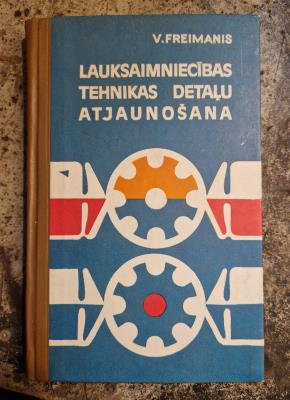 V. FREIMANIS
LAUKSAIMNIECĪBAS
TEHNIKAS DETAĻU
ATJAUNOŠANA